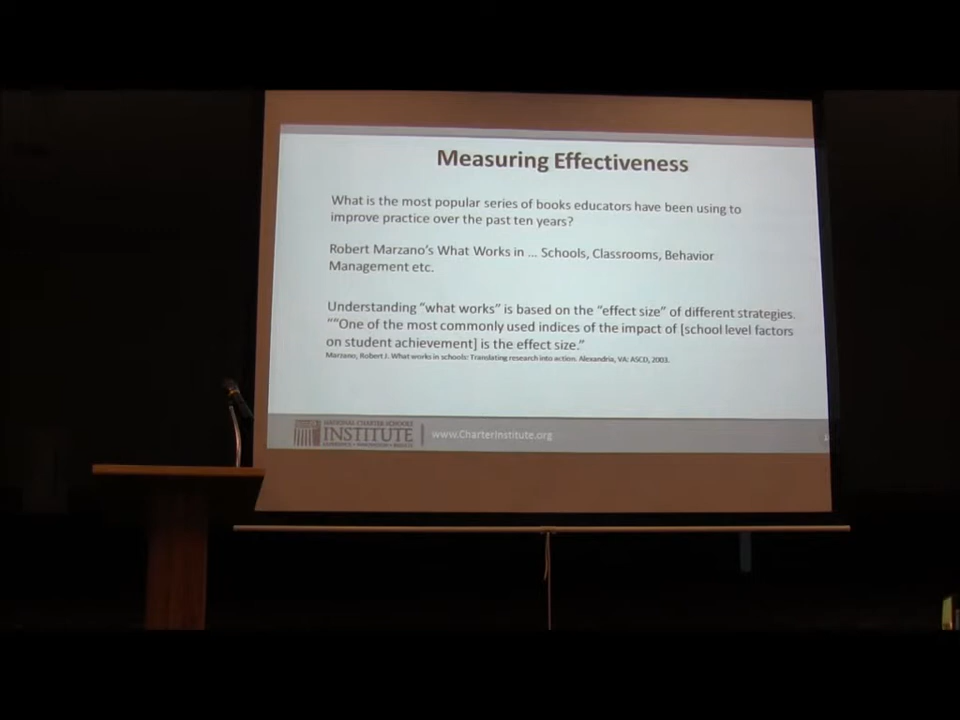 Measuring Effectiveness
What is the most popular series of books educators have been using to
improve practice over the past ten years?
Robert Marzano's What Works in ... Schools, Classrooms, Behavior
Management etc.
Understanding "what works" is based on the "effect size" of different strategies.
""One of the most commonly used indices of the impact of [school level factors
on student achievement] is the effect size."
Marzano, Robert J. What works in schools: Translating research into action. Alexandria, VA: ASCD, 2003.
NATIONAL CHARTER SCHOOLS
INSTITUTE
www.CharterInstitute.org